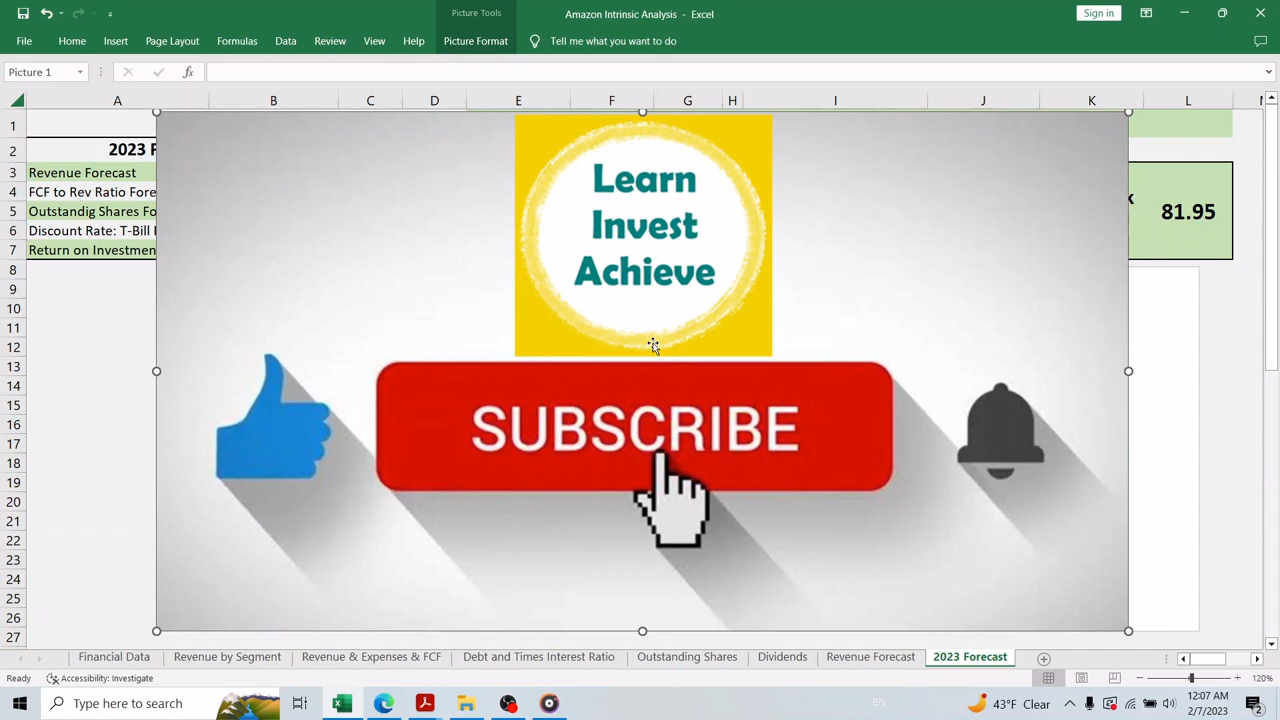 Picture Tools
Amazon Intrinsic Analysis - Excel
Sign in
File Home Insert Page Layout Formulas Data Review View Help Picture Format Tell me what you want to do
Picture 1
fx
A B C D E F G H I J K L
1
2 2023 F
3 Revenue Forecast
4 FCF to Rev Ratio Fore
5 Outstandig Shares Fo 81.95
6 Discount Rate: T-Bill
7 Return on Investmen
8
9
10
11
12
13
14
15
16
17
18
19
20
21
22
23
24
25
26
27
Learn
Invest
Achieve
SUBSCRIBE
Financial Data Revenue by Segment Revenue & Expenses & FCF Debt and Times Interest Ratio Outstanding Shares Dividends Revenue Forecast 2023 Forecast
Ready Accessibility: Investigate 120%
Type here to search EN 43°F Clear 12:07 AM
2/7/2023 2